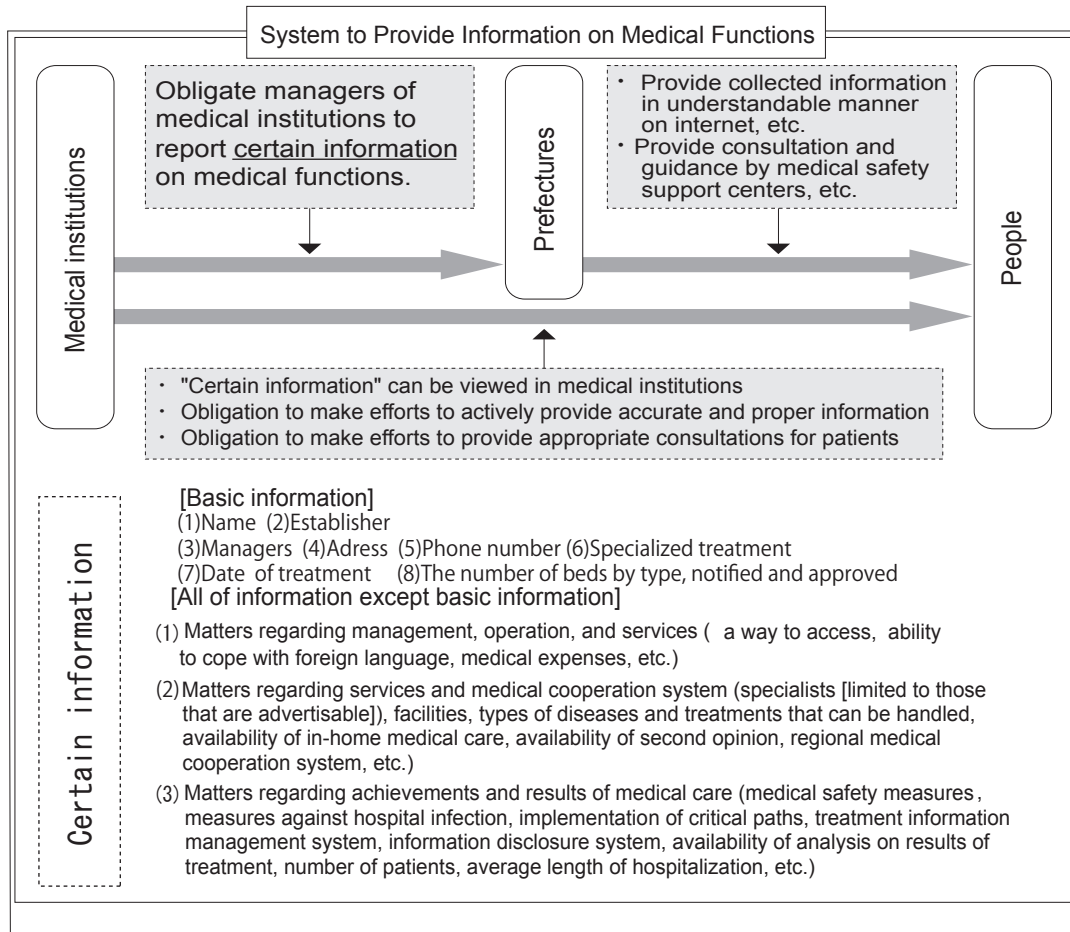 System to Provide Information on Medical Functions
Medical institutions
Obligate managers of
medical institutions to
report certain information
on medical functions.
Prefectures
・ Provide collected information
in understandable manner
on internet, etc.
・ Provide consultation and
guidance by medical safety
support centers, etc.
People
・ "Certain information" can be viewed in medical institutions
・ Obligation to make efforts to actively provide accurate and proper information
・ Obligation to make efforts to provide appropriate consultations for patients
Certain information
[Basic information]
(1)Name (2)Establisher
(3)Managers (4)Adress (5)Phone number (6)Specialized treatment
(7)Date of treatment (8)The number of beds by type, notified and approved
[All of information except basic information]
(1) Matters regarding management, operation, and services ( a way to access, ability
to cope with foreign language, medical expenses, etc.)
(2) Matters regarding services and medical cooperation system (specialists [limited to those
that are advertisable]), facilities, types of diseases and treatments that can be handled,
availability of in-home medical care, availability of second opinion, regional medical
cooperation system, etc.)
(3) Matters regarding achievements and results of medical care (medical safety measures,
measures against hospital infection, implementation of critical paths, treatment information
management system, information disclosure system, availability of analysis on results of
treatment, number of patients, average length of hospitalization, etc.)